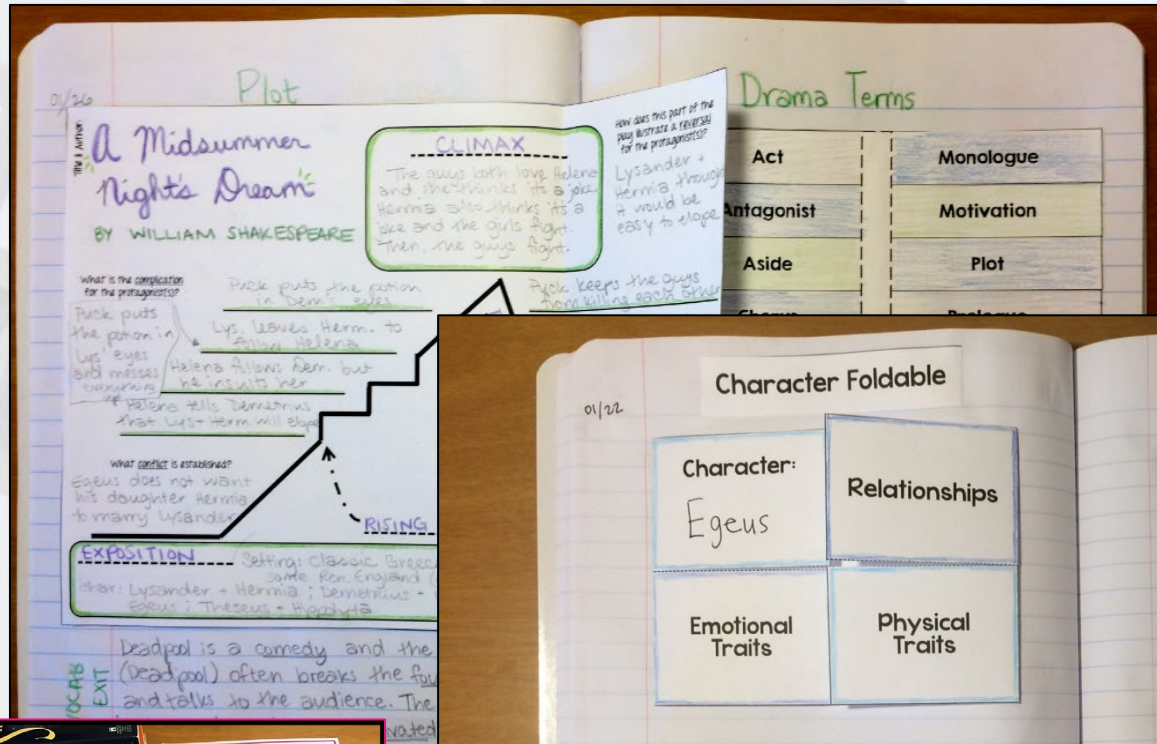 01/26
Plot
Title & Author:
A Midsummer
Night's Dream
BY WILLIAM SHAKESPEARE
CLIMAX
The guys both love Helena
and she thinks it's a joke.
Hermia also thinks it's a
joke and the girls fight.
Then, the guys fight.
How does this part of the
play illustrate a reversal
for the protagonist(s)?
Lysander +
Hermia though
it would be
easy to elope
What is the complication
for the protagonist(s)?
Puck puts
the potion in
Lys' eyes
and messes
everything
up
Puck puts the potion
in Dem's eyes
Lys. leaves Herm. to
follow Helena
Helena follows Dem. but
he insults her
Helena tells Demetrius
that Lys + Herm. will elope
Puck keeps the guys
from killing each other
What conflict is established?
Egeus does not want
his daughter Hermia
to marry Lysander
RISING
EXPOSITION
Setting: Classic Greece
some Ren. England
Char: Lysander + Hermia ; Demetrius -
Egeus ; Theseus + Hippolyta
VOCAB
EXIT
Deadpool is a comedy and the
(Deadpool) often breaks the
and talks to the audience. The
Drama Terms
Act
Antagonist
Aside
Chorus
Monologue
Motivation
Plot
Prologue
01/22
Character Foldable
Character:
Egeus
Relationships
Emotional
Traits
Physical
Traits